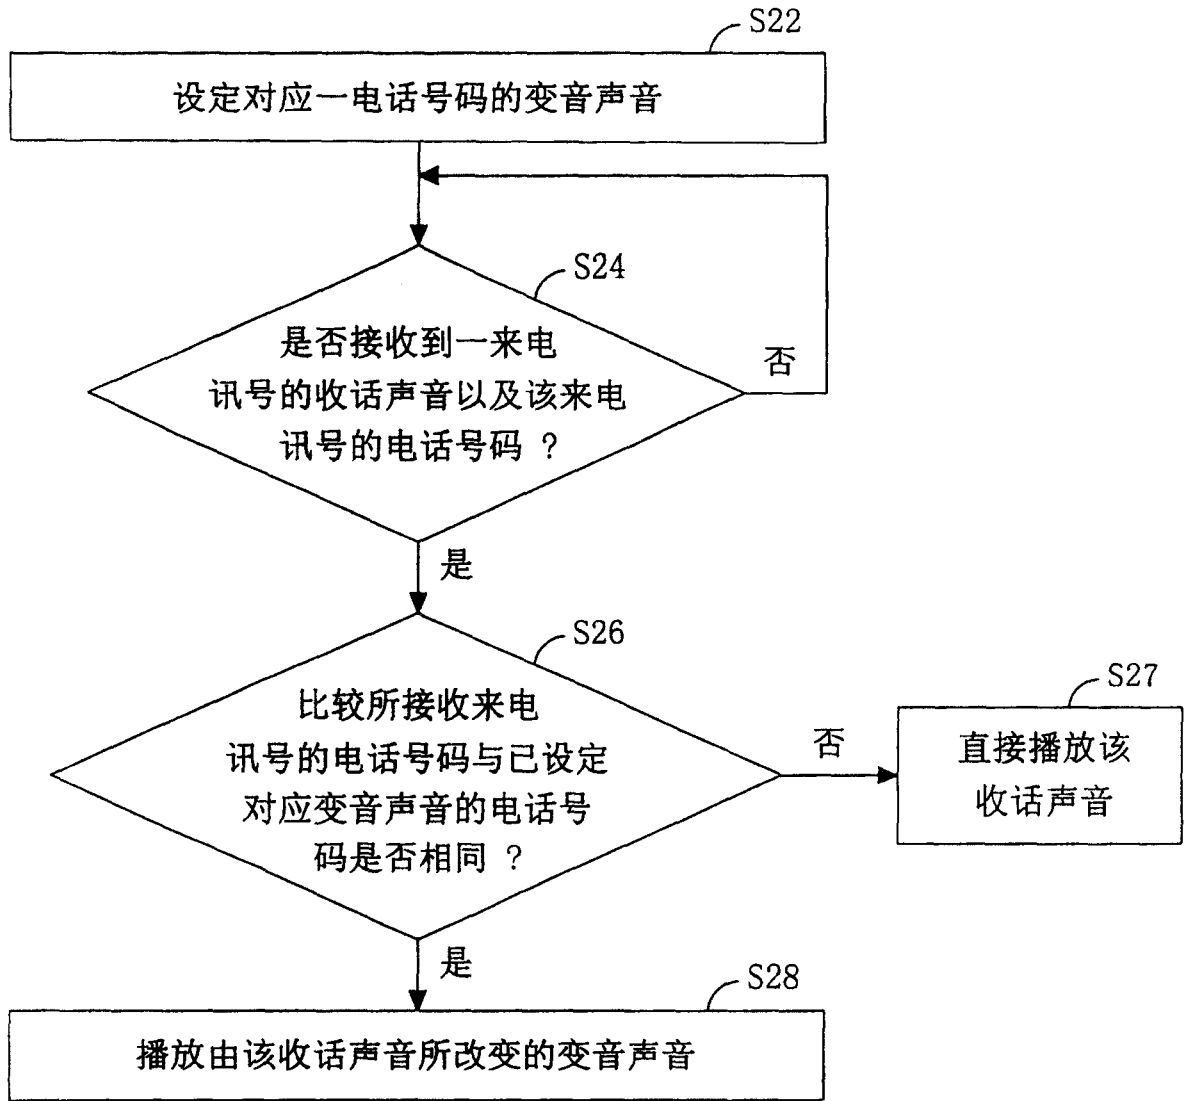 S22
设定对应一电话号码的变音声音
S24
是否接收到一来电
讯号的收话声音以及该来电
讯号的电话号码 ?
否
是
S26
比较所接收来电
讯号的电话号码与已设定
对应变音声音的电话号
码是否相同 ?
否
S27
直接播放该
收话声音
是
S28
播放由该收话声音所改变的变音声音